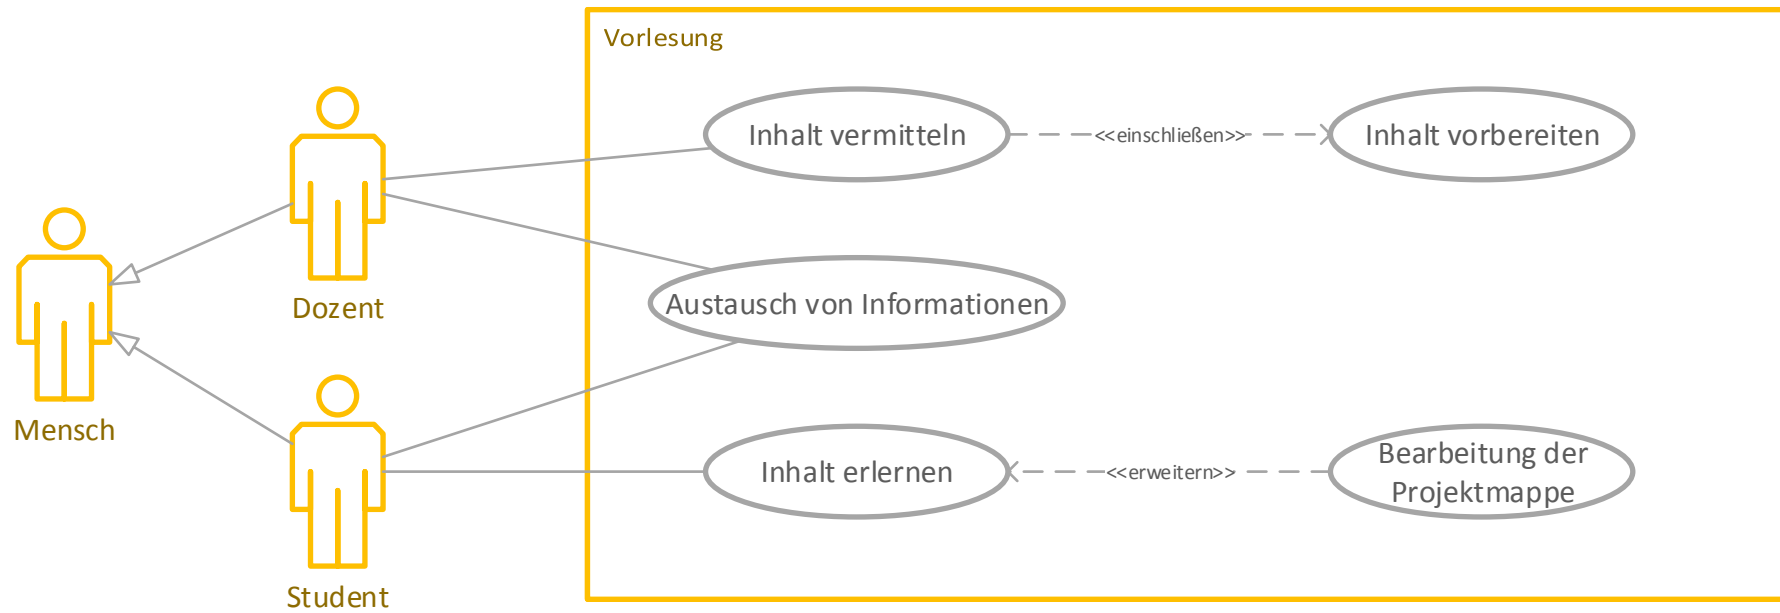 Vorlesung
Inhalt vermitteln
<<einschließen>>
Inhalt vorbereiten
Dozent
Austausch von Informationen
Mensch
Inhalt erlernen
<<erweitern>>
Bearbeitung der
Projektmappe
Student